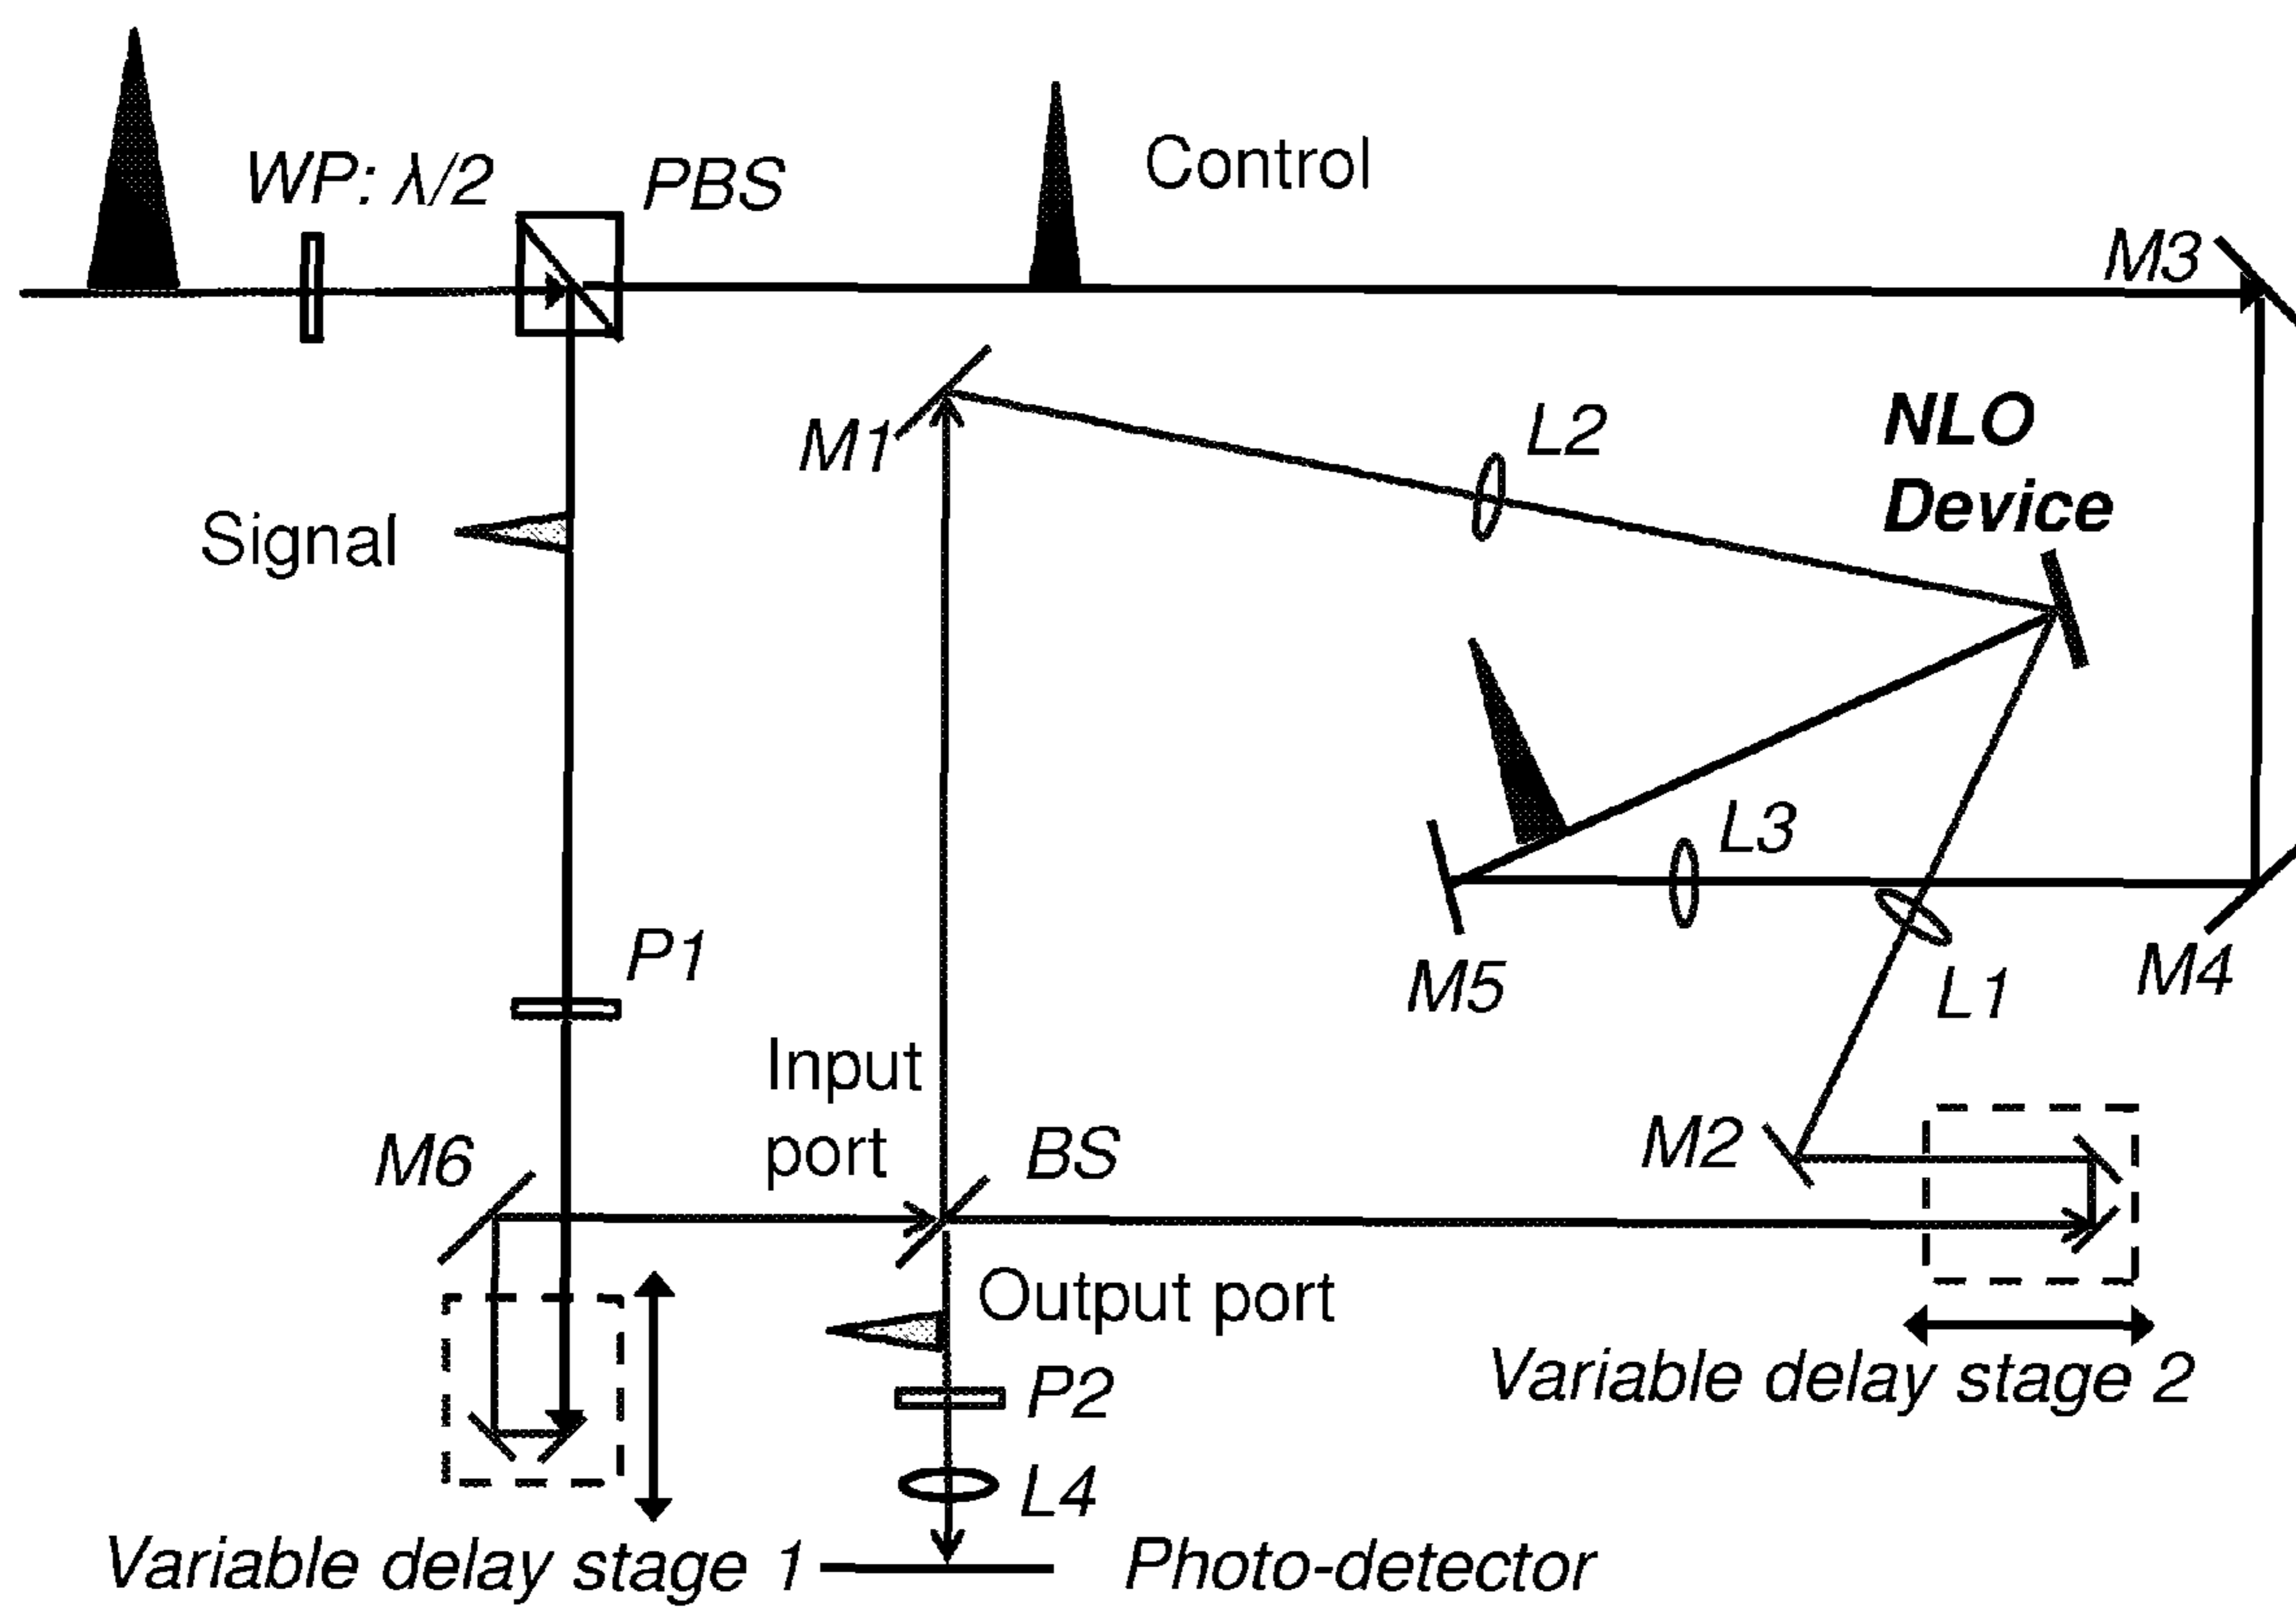 WP: λ/2
PBS
Control
M3
M1
L2
NLO
Device
Signal
L3
P1
M5
L1
M4
Input
port
M6
BS
M2
Output port
P2
Variable delay stage 2
L4
Variable delay stage 1
Photo-detector